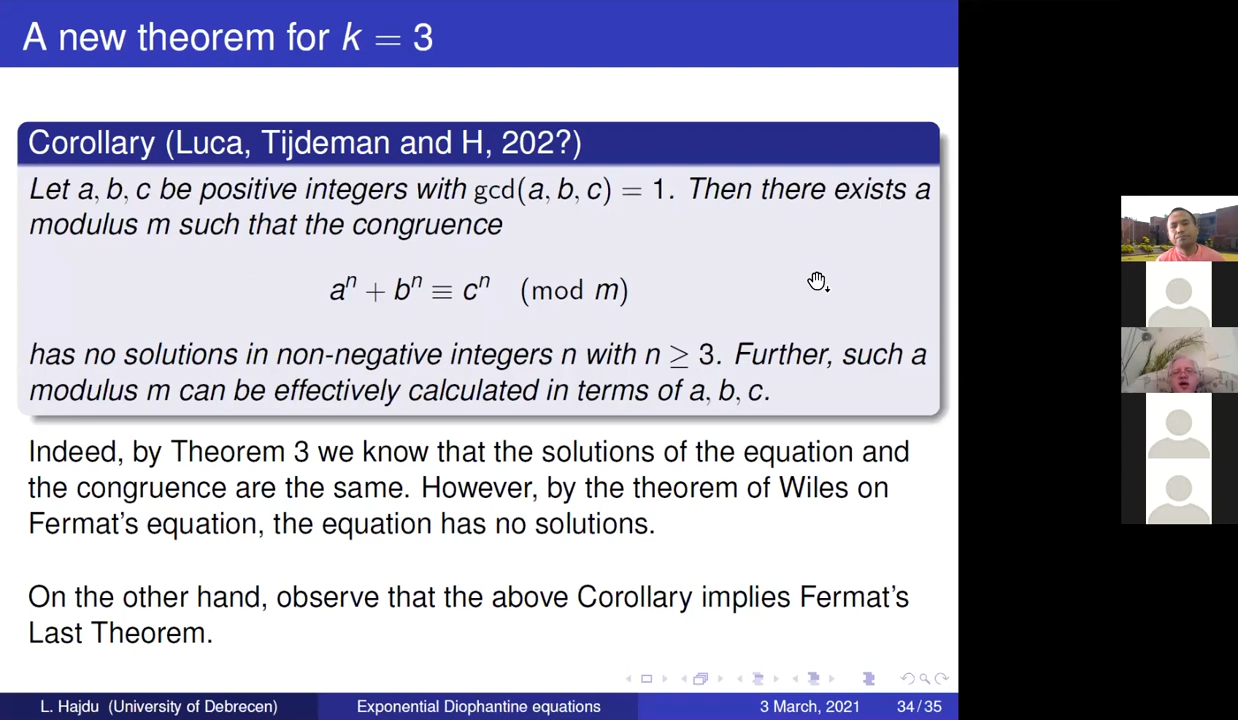 A new theorem for k = 3
Corollary (Luca, Tijdeman and H, 202?)
Let a, b, c be positive integers with gcd(a, b, c) = 1. Then there exists a
modulus m such that the congruence
aⁿ + bⁿ ≡ cⁿ (mod m)
has no solutions in non-negative integers n with n ≥ 3. Further, such a
modulus m can be effectively calculated in terms of a, b, c.
Indeed, by Theorem 3 we know that the solutions of the equation and
the congruence are the same. However, by the theorem of Wiles on
Fermat's equation, the equation has no solutions.
On the other hand, observe that the above Corollary implies Fermat's
Last Theorem.
L. Hajdu (University of Debrecen) Exponential Diophantine equations 3 March, 2021 34/35